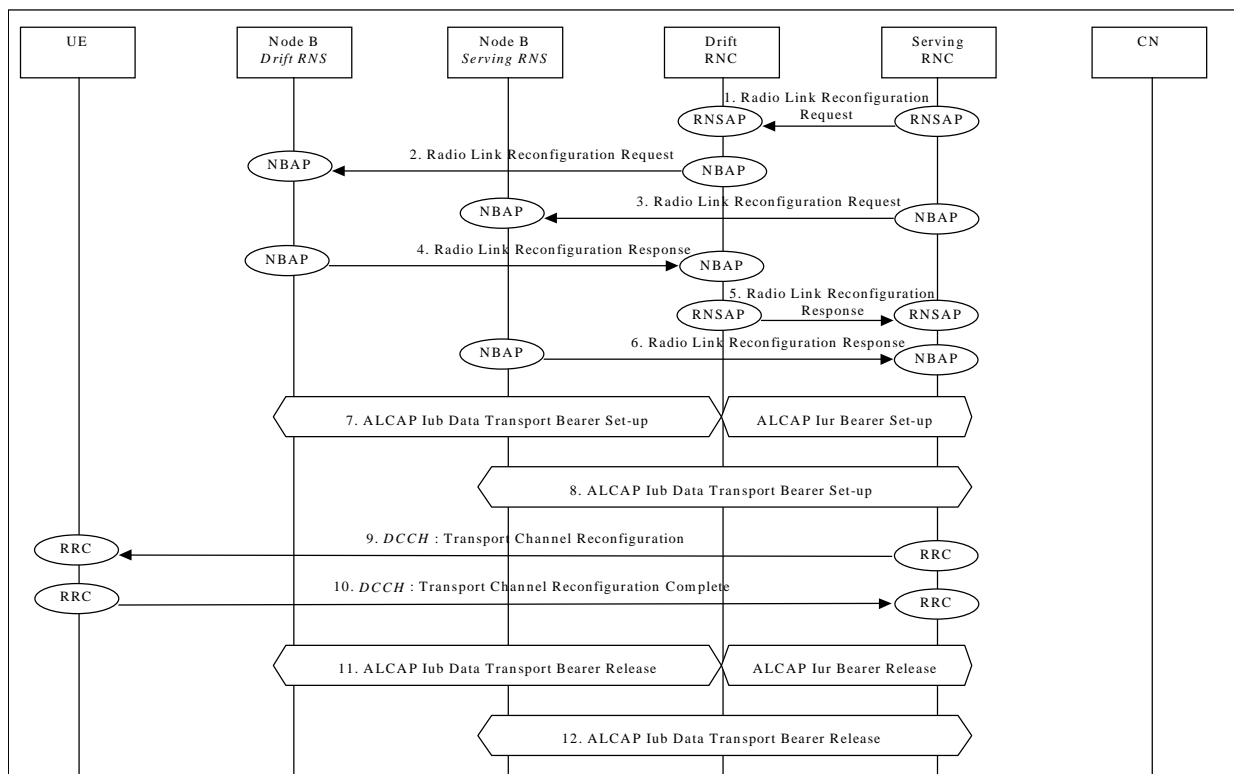 UE
Node B
Drift RNS
Node B
Serving RNS
Drift
RNC
Serving
RNC
CN
1. Radio Link Reconfiguration
Request
RNSAP
RNSAP
2. Radio Link Reconfiguration Request
NBAP
NBAP
3. Radio Link Reconfiguration Request
NBAP
NBAP
4. Radio Link Reconfiguration Response
NBAP
NBAP
5. Radio Link Reconfiguration
Response
RNSAP
RNSAP
6. Radio Link Reconfiguration Response
NBAP
NBAP
7. ALCAP Iub Data Transport Bearer Set-up
ALCAP Iur Bearer Set-up
8. ALCAP Iub Data Transport Bearer Set-up
9. DCCH : Transport Channel Reconfiguration
RRC
RRC
10. DCCH : Transport Channel Reconfiguration Complete
RRC
RRC
11. ALCAP Iub Data Transport Bearer Release
ALCAP Iur Bearer Release
12. ALCAP Iub Data Transport Bearer Release